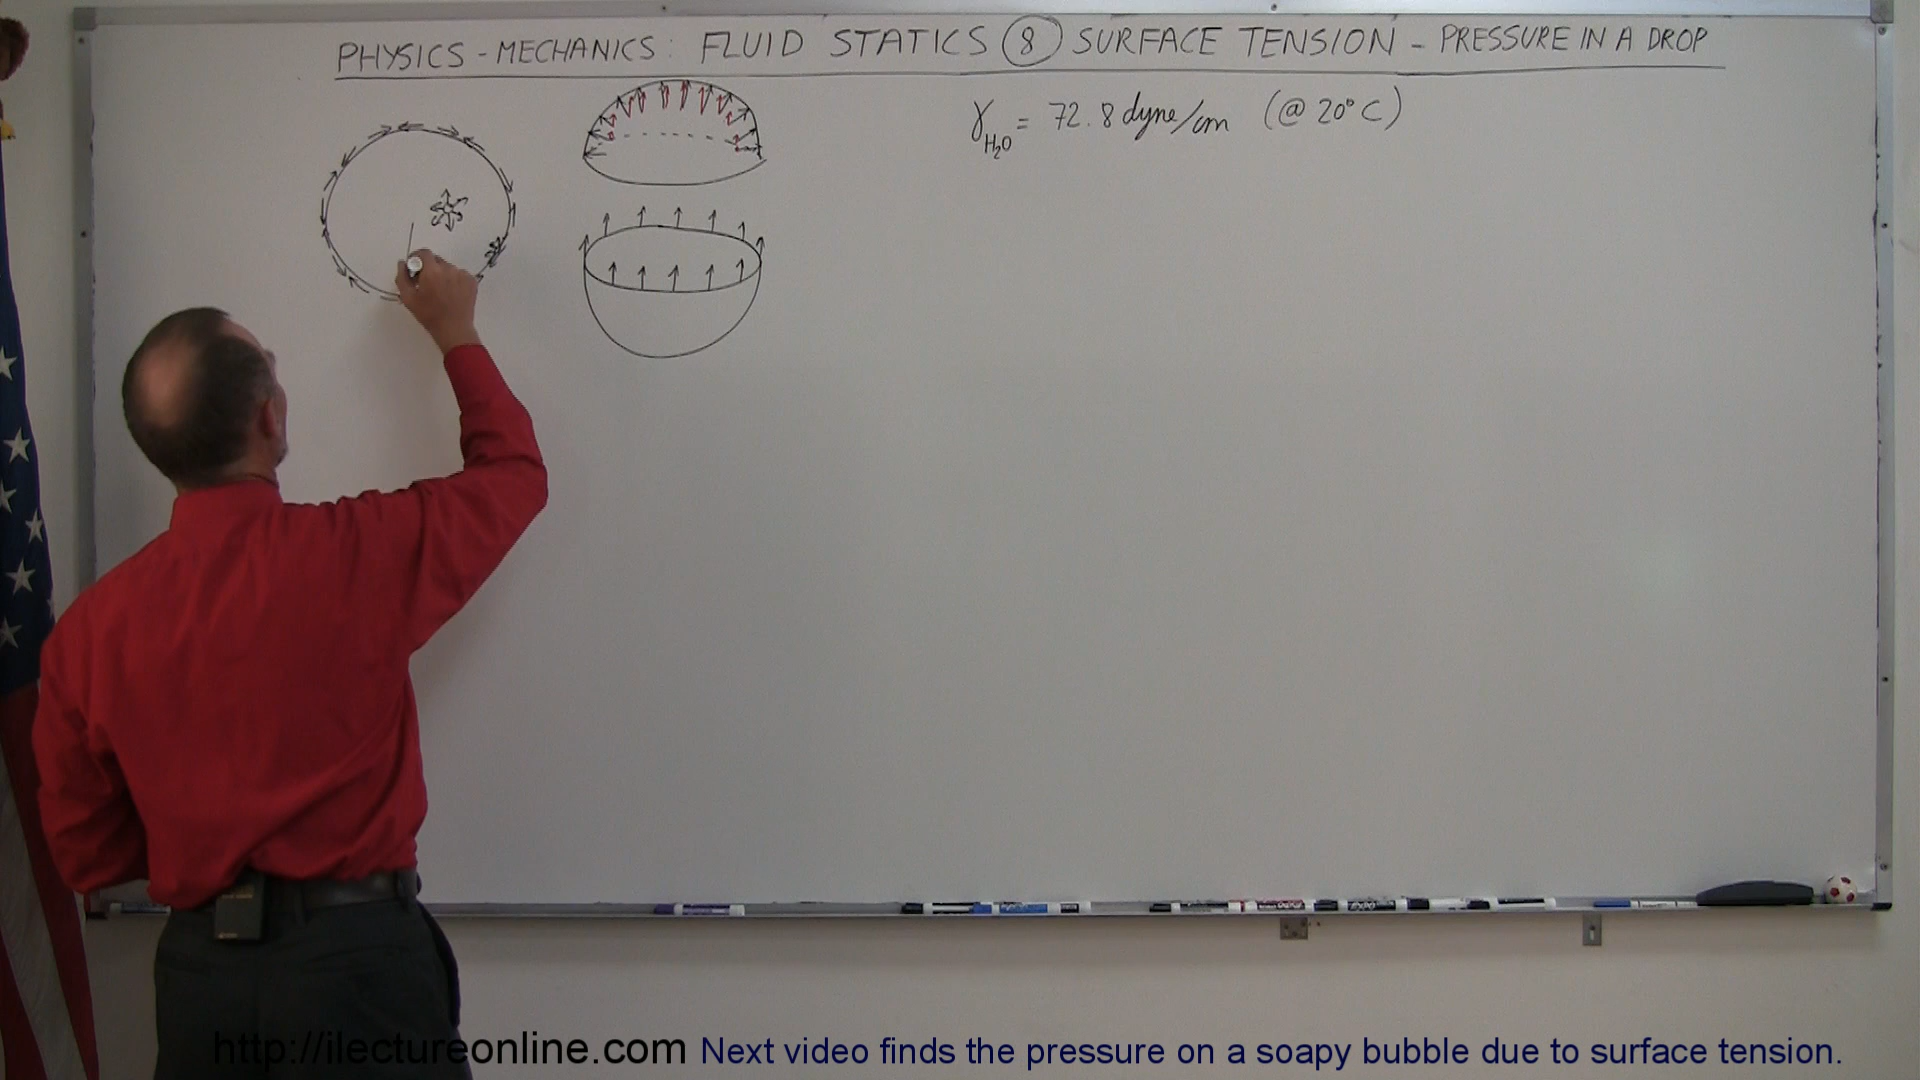 PHYSICS - MECHANICS: FLUID STATICS 8 SURFACE TENSION - PRESSURE IN A DROP
γH₂O = 72.8 dyne/cm (@ 20° C)
http://ilectureonline.com Next video finds the pressure on a soapy bubble due to surface tension.